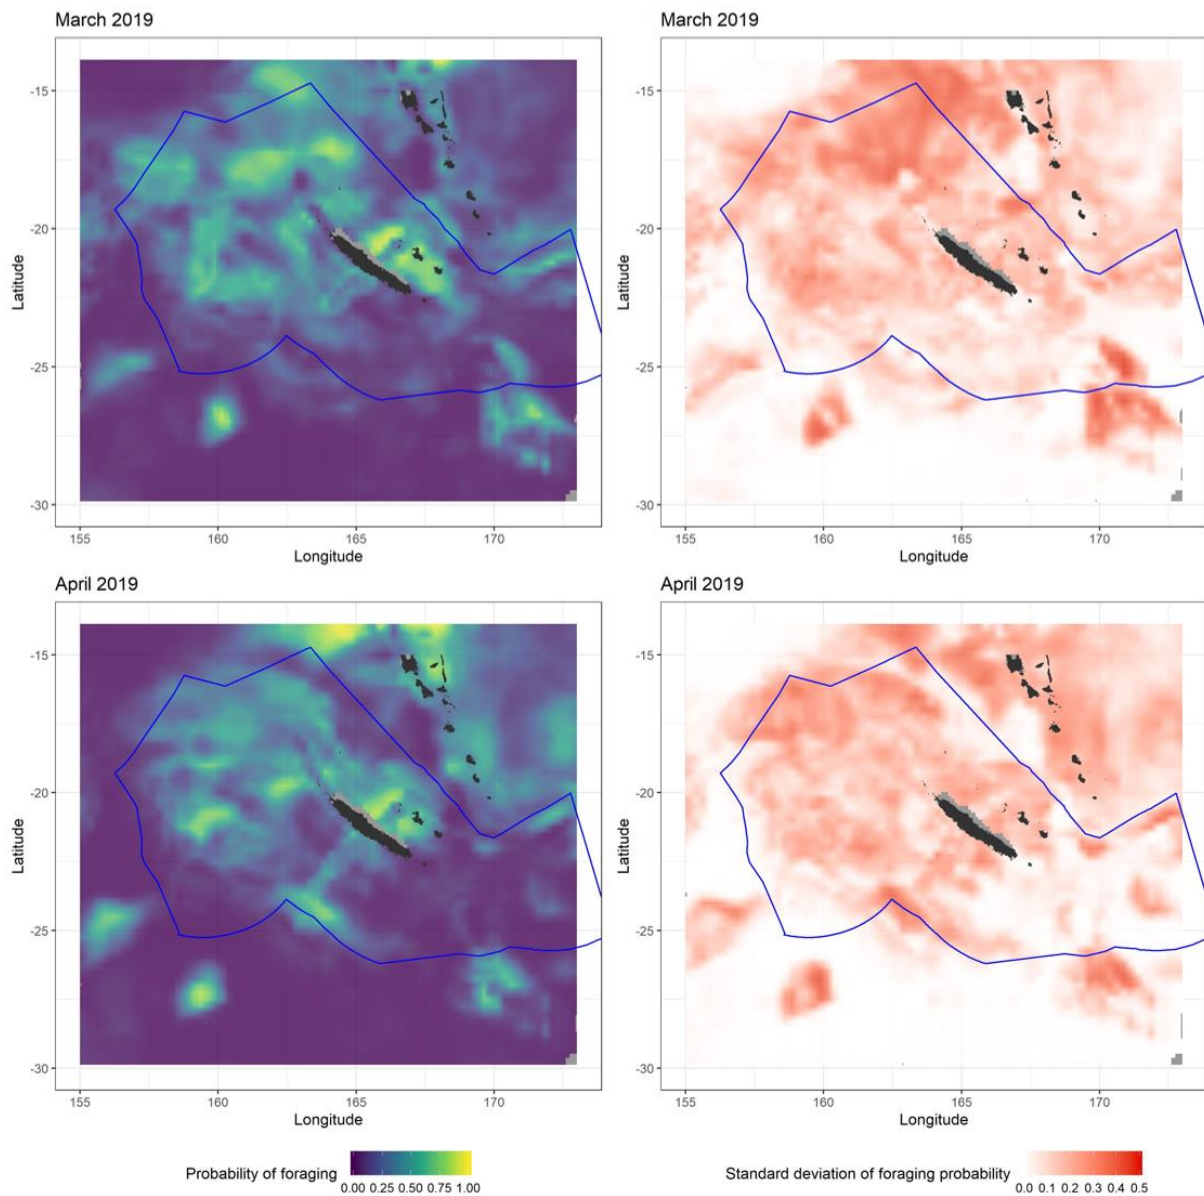 March 2019
March 2019
-15
-20
-25
-30
Latitude
155
160
165
170
Longitude
-15
-20
-25
-30
Latitude
155
160
165
170
Longitude
April 2019
April 2019
-15
-20
-25
-30
Latitude
155
160
165
170
Longitude
-15
-20
-25
-30
Latitude
155
160
165
170
Longitude
Probability of foraging
0.00 0.25 0.50 0.75 1.00
Standard deviation of foraging probability
0.0 0.1 0.2 0.3 0.4 0.5